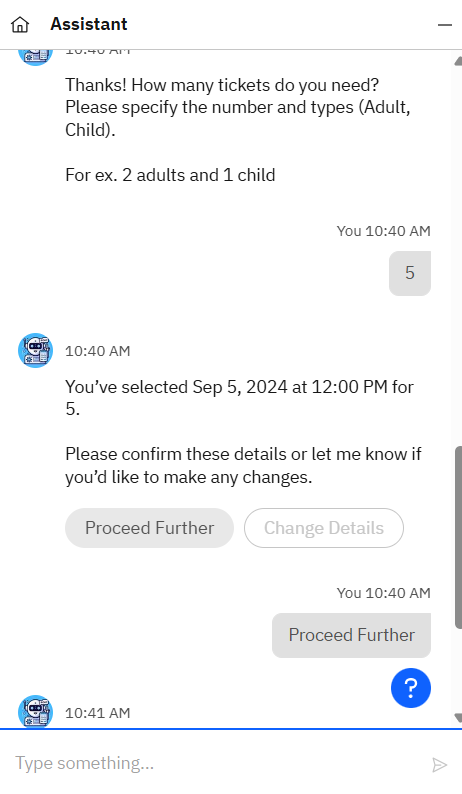 Assistant
10:40 AM
Thanks! How many tickets do you need?
Please specify the number and types (Adult,
Child).
For ex. 2 adults and 1 child
You 10:40 AM
5
10:40 AM
You’ve selected Sep 5, 2024 at 12:00 PM for
5.
Please confirm these details or let me know if
you’d like to make any changes.
Proceed Further
Change Details
You 10:40 AM
Proceed Further
?
10:41 AM
Type something...